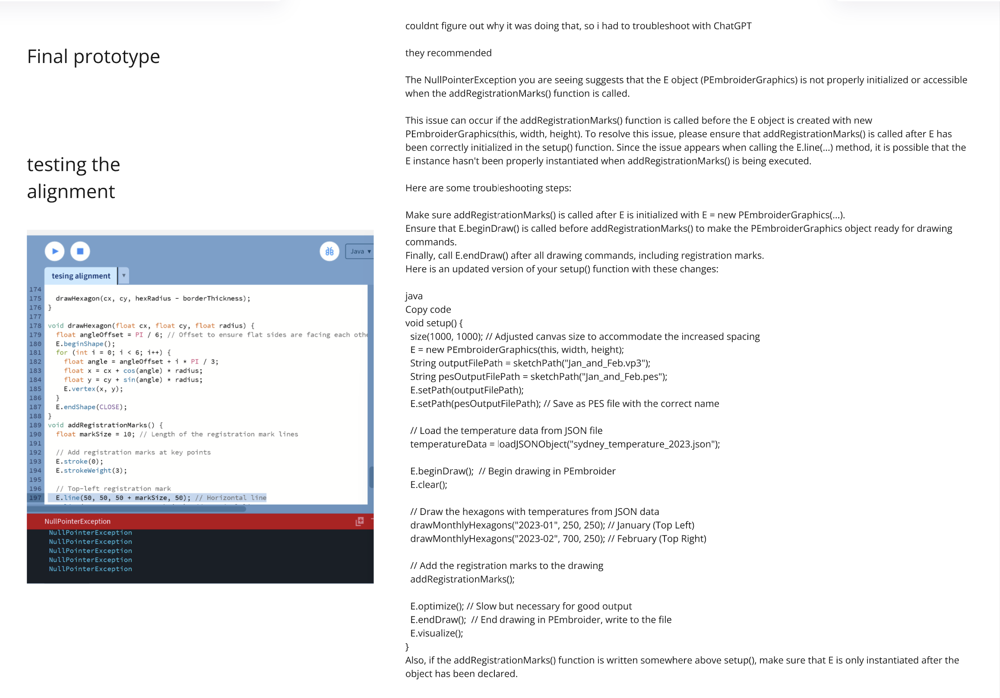 Final prototype
testing the
alignment
Java
tesing alignment
174
175 drawHexagon(cx, cy, hexRadius - borderThickness);
176 }
177
178 void drawHexagon(float cx, float cy, float radius) {
179 float angleOffset = PI / 6; // Offset to ensure flat sides are facing each othe
180 E.beginShape();
181 for (int i = 0; i < 6; i++) {
182 float angle = angleOffset + i * PI / 3;
183 float x = cx + cos(angle) * radius;
184 float y = cy + sin(angle) * radius;
185 E.vertex(x, y);
186 }
187 E.endShape(CLOSE);
188 }
189 void addRegistrationMarks() {
190 float markSize = 10; // Length of the registration mark lines
191
192 // Add registration marks at key points
193 E.stroke(0);
194 E.strokeWeight(3);
195
196 // Top-left registration mark
197 E.line(50, 50, 50 + markSize, 50); // Horizontal line
NullPointerException
NullPointerException
NullPointerException
NullPointerException
NullPointerException
NullPointerException
couldnt figure out why it was doing that, so i had to troubleshoot with ChatGPT
they recommended
The NullPointerException you are seeing suggests that the E object (PEmbroiderGraphics) is not properly initialized or accessible
when the addRegistrationMarks() function is called.
This issue can occur if the addRegistrationMarks() function is called before the E object is created with new
PEmbroiderGraphics(this, width, height). To resolve this issue, please ensure that addRegistrationMarks() is called after E has
been correctly initialized in the setup() function. Since the issue appears when calling the E.line(...) method, it is possible that the
E instance hasn't been properly instantiated when addRegistrationMarks() is being executed.
Here are some troubleshooting steps:
Make sure addRegistrationMarks() is called after E is initialized with E = new PEmbroiderGraphics(...).
Ensure that E.beginDraw() is called before addRegistrationMarks() to make the PEmbroiderGraphics object ready for drawing
commands.
Finally, call E.endDraw() after all drawing commands, including registration marks.
Here is an updated version of your setup() function with these changes:
java
Copy code
void setup() {
size(1000, 1000); // Adjusted canvas size to accommodate the increased spacing
E = new PEmbroiderGraphics(this, width, height);
String outputFilePath = sketchPath("Jan_and_Feb.vp3");
String pesOutputFilePath = sketchPath("Jan_and_Feb.pes");
E.setPath(outputFilePath);
E.setPath(pesOutputFilePath); // Save as PES file with the correct name
// Load the temperature data from JSON file
temperatureData = loadJSONObject("sydney_temperature_2023.json");
E.beginDraw(); // Begin drawing in PEmbroider
E.clear();
// Draw the hexagons with temperatures from JSON data
drawMonthlyHexagons("2023-01", 250, 250); // January (Top Left)
drawMonthlyHexagons("2023-02", 700, 250); // February (Top Right)
// Add the registration marks to the drawing
addRegistrationMarks();
E.optimize(); // Slow but necessary for good output
E.endDraw(); // End drawing in PEmbroider, write to the file
E.visualize();
}
Also, if the addRegistrationMarks() function is written somewhere above setup(), make sure that E is only instantiated after the
object has been declared.